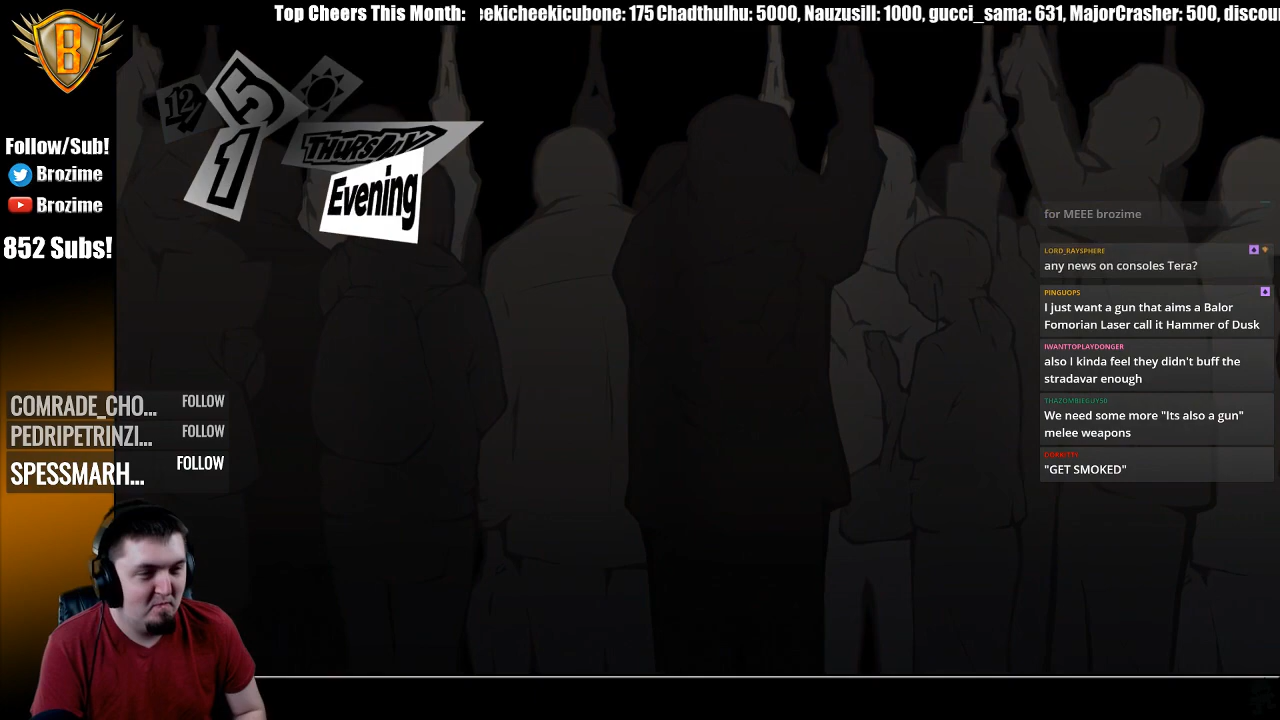 Top Cheers This Month: eekicheekicubone: 175 Chadthulhu: 5000, Nauzusill: 1000, gucci_sama: 631, MajorCrasher: 500, discou
B
12 5
1
THURSDAY
Evening
Follow/Sub!
Brozime
Brozime
852 Subs!
COMRADE_CHO... FOLLOW
PEDRIPETRINZI... FOLLOW
SPESSMARH... FOLLOW
for MEEE brozime
LORD_RAYSPHERE
any news on consoles Tera?
PINGUOPS
I just want a gun that aims a Balor
Fomorian Laser call it Hammer of Dusk
IWANTTOPLAYDONGER
also I kinda feel they didn't buff the
stradavar enough
THAZOMBIEGUY50
We need some more "Its also a gun"
melee weapons
DORKITTY
"GET SMOKED"